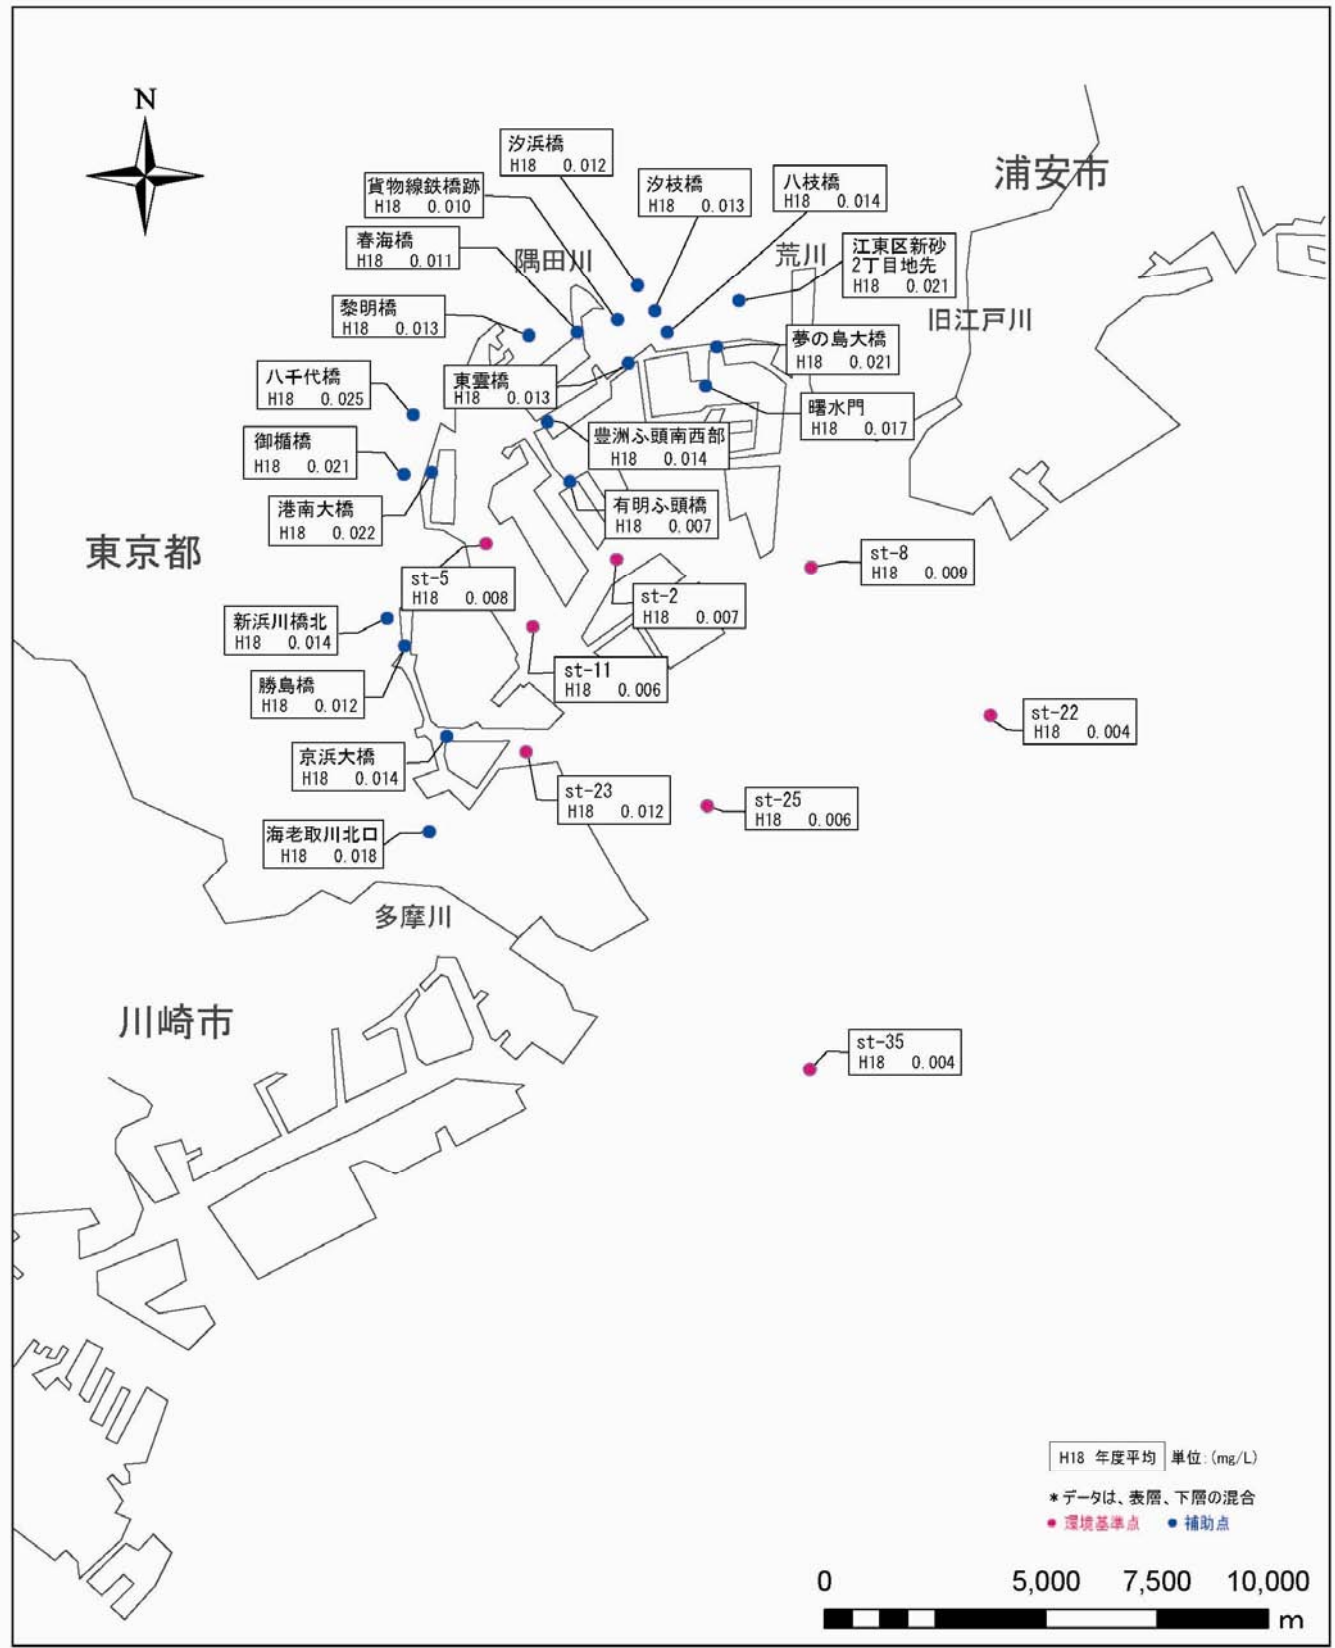 N
浦安市
汐浜橋
H18 0.012
貨物線鉄橋跡
H18 0.010
汐枝橋
H18 0.013
八枝橋
H18 0.014
春海橋
H18 0.011
隅田川
荒川
江東区新砂
2丁目地先
H18 0.021
黎明橋
H18 0.013
旧江戸川
夢の島大橋
H18 0.021
八千代橋
H18 0.025
東雲橋
H18 0.013
曙水門
H18 0.017
御楯橋
H18 0.021
豊洲ふ頭南西部
H18 0.014
港南大橋
H18 0.022
有明ふ頭橋
H18 0.007
東京都
st-8
H18 0.009
st-5
H18 0.008
st-2
H18 0.007
新浜川橋北
H18 0.014
st-11
H18 0.006
勝島橋
H18 0.012
st-22
H18 0.004
京浜大橋
H18 0.014
st-23
H18 0.012
st-25
H18 0.006
海老取川北口
H18 0.018
多摩川
川崎市
st-35
H18 0.004
H18 年度平均 単位:(mg/L)
*データは、表層、下層の混合
環境基準点 補助点
0 5,000 7,500 10,000
m